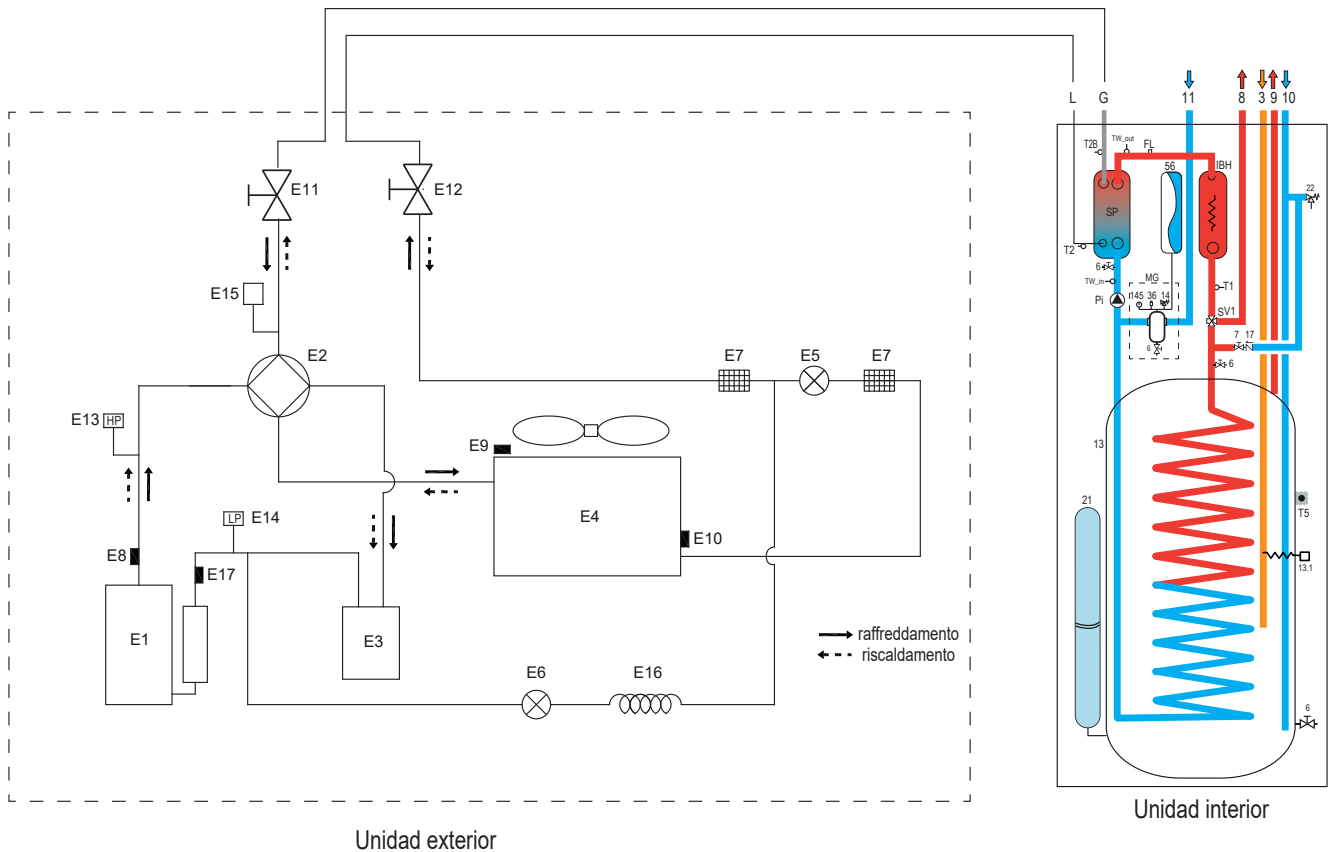 L G 11 8 3 9 10
T2B
TW_out
FL
IBH
56
22
SP
T2
6
TW_in
MG
T1
145 36 14
Pi
SV1
6
7 17
6
13
21
T5
13.1
6
E11
E12
E15
E2
E7
E5
E7
E13
HP
E9
E4
E14
LP
E10
E8
E17
E1
E3
raffreddamento
riscaldamento
E6
E16
Unidad exterior
Unidad interior